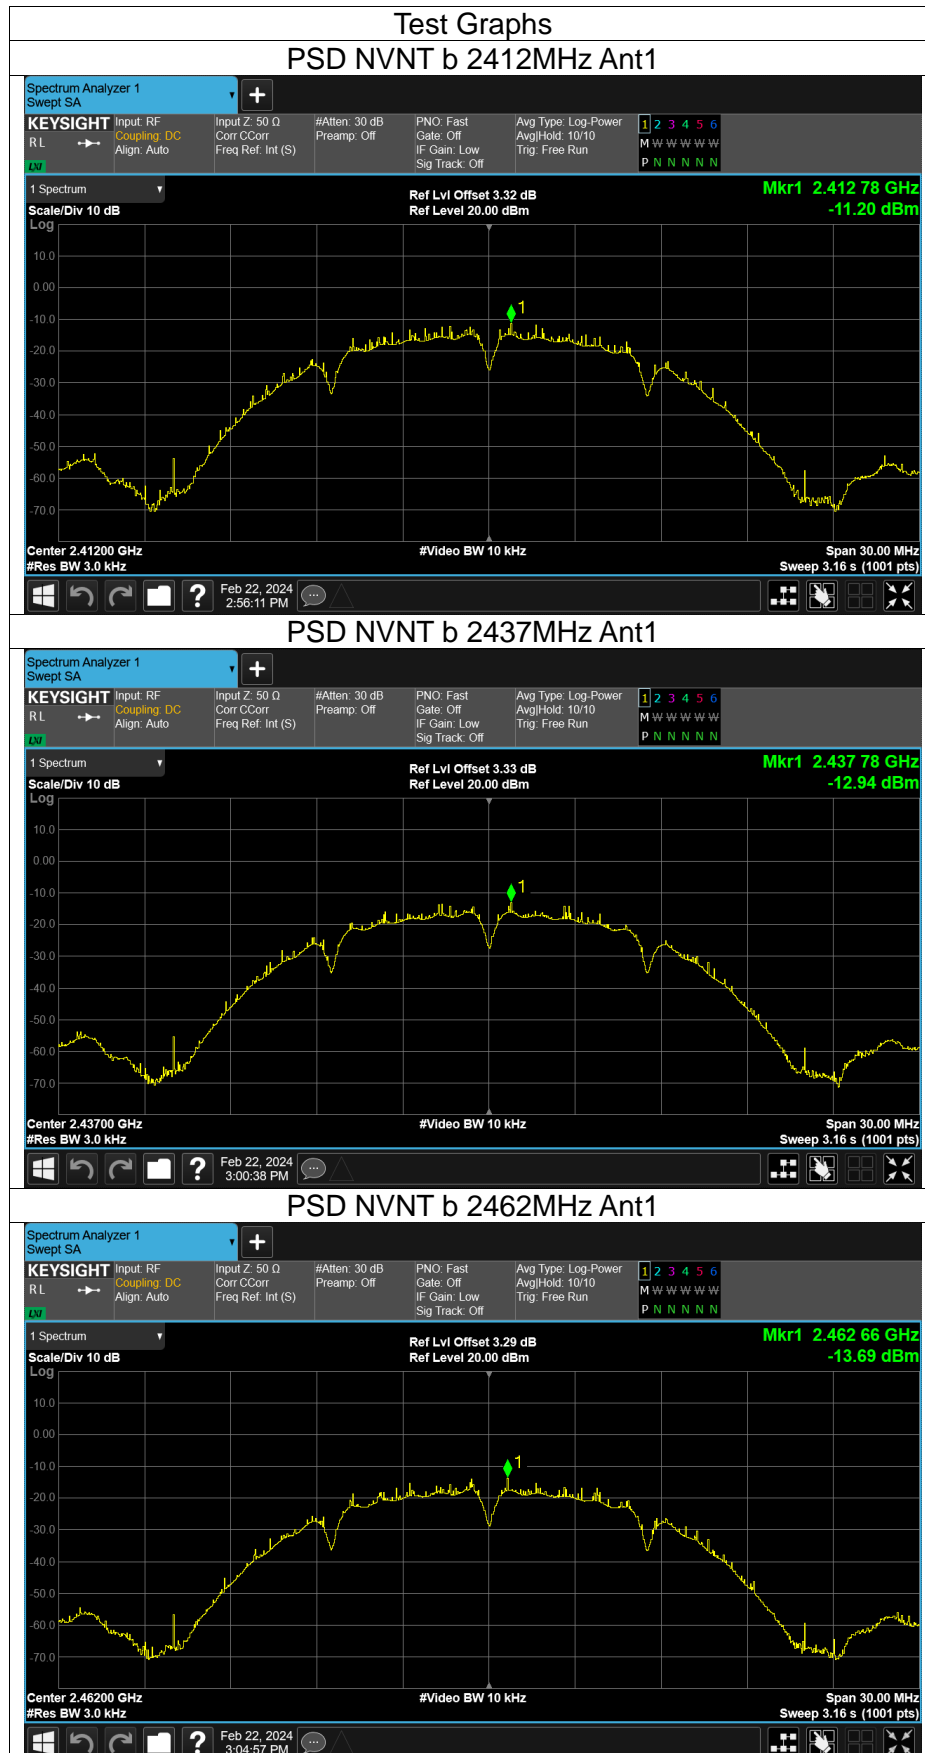 Test Graphs
PSD NVNT b 2412MHz Ant1
Spectrum Analyzer 1
Swept SA
KEYSIGHT Input: RF Input Z: 50 Ω #Atten: 30 dB PNO: Fast Avg Type: Log-Power 1 2 3 4 5 6
R L Coupling: DC Corr CCorr Preamp: Off Gate: Off Avg|Hold: 10/10 M W W W W W
Align: Auto Freq Ref: Int (S) IF Gain: Low Trig: Free Run
LXI Sig Track: Off P N N N N N
1 Spectrum Ref Lvl Offset 3.32 dB Mkr1 2.412 78 GHz
Scale/Div 10 dB Ref Level 20.00 dBm -11.20 dBm
Log
10.0
0.00
1
-10.0
-20.0
-30.0
-40.0
-50.0
-60.0
-70.0
Center 2.41200 GHz #Video BW 10 kHz Span 30.00 MHz
#Res BW 3.0 kHz Sweep 3.16 s (1001 pts)
Feb 22, 2024
2:56:11 PM
PSD NVNT b 2437MHz Ant1
Spectrum Analyzer 1
Swept SA
KEYSIGHT Input: RF Input Z: 50 Ω #Atten: 30 dB PNO: Fast Avg Type: Log-Power 1 2 3 4 5 6
R L Coupling: DC Corr CCorr Preamp: Off Gate: Off Avg|Hold: 10/10 M W W W W W
Align: Auto Freq Ref: Int (S) IF Gain: Low Trig: Free Run
LXI Sig Track: Off P N N N N N
1 Spectrum Ref Lvl Offset 3.33 dB Mkr1 2.437 78 GHz
Scale/Div 10 dB Ref Level 20.00 dBm -12.94 dBm
Log
10.0
0.00
1
-10.0
-20.0
-30.0
-40.0
-50.0
-60.0
-70.0
Center 2.43700 GHz #Video BW 10 kHz Span 30.00 MHz
#Res BW 3.0 kHz Sweep 3.16 s (1001 pts)
Feb 22, 2024
3:00:38 PM
PSD NVNT b 2462MHz Ant1
Spectrum Analyzer 1
Swept SA
KEYSIGHT Input: RF Input Z: 50 Ω #Atten: 30 dB PNO: Fast Avg Type: Log-Power 1 2 3 4 5 6
R L Coupling: DC Corr CCorr Preamp: Off Gate: Off Avg|Hold: 10/10 M W W W W W
Align: Auto Freq Ref: Int (S) IF Gain: Low Trig: Free Run
LXI Sig Track: Off P N N N N N
1 Spectrum Ref Lvl Offset 3.29 dB Mkr1 2.462 66 GHz
Scale/Div 10 dB Ref Level 20.00 dBm -13.69 dBm
Log
10.0
0.00
1
-10.0
-20.0
-30.0
-40.0
-50.0
-60.0
-70.0
Center 2.46200 GHz #Video BW 10 kHz Span 30.00 MHz
#Res BW 3.0 kHz Sweep 3.16 s (1001 pts)
Feb 22, 2024
3:04:57 PM